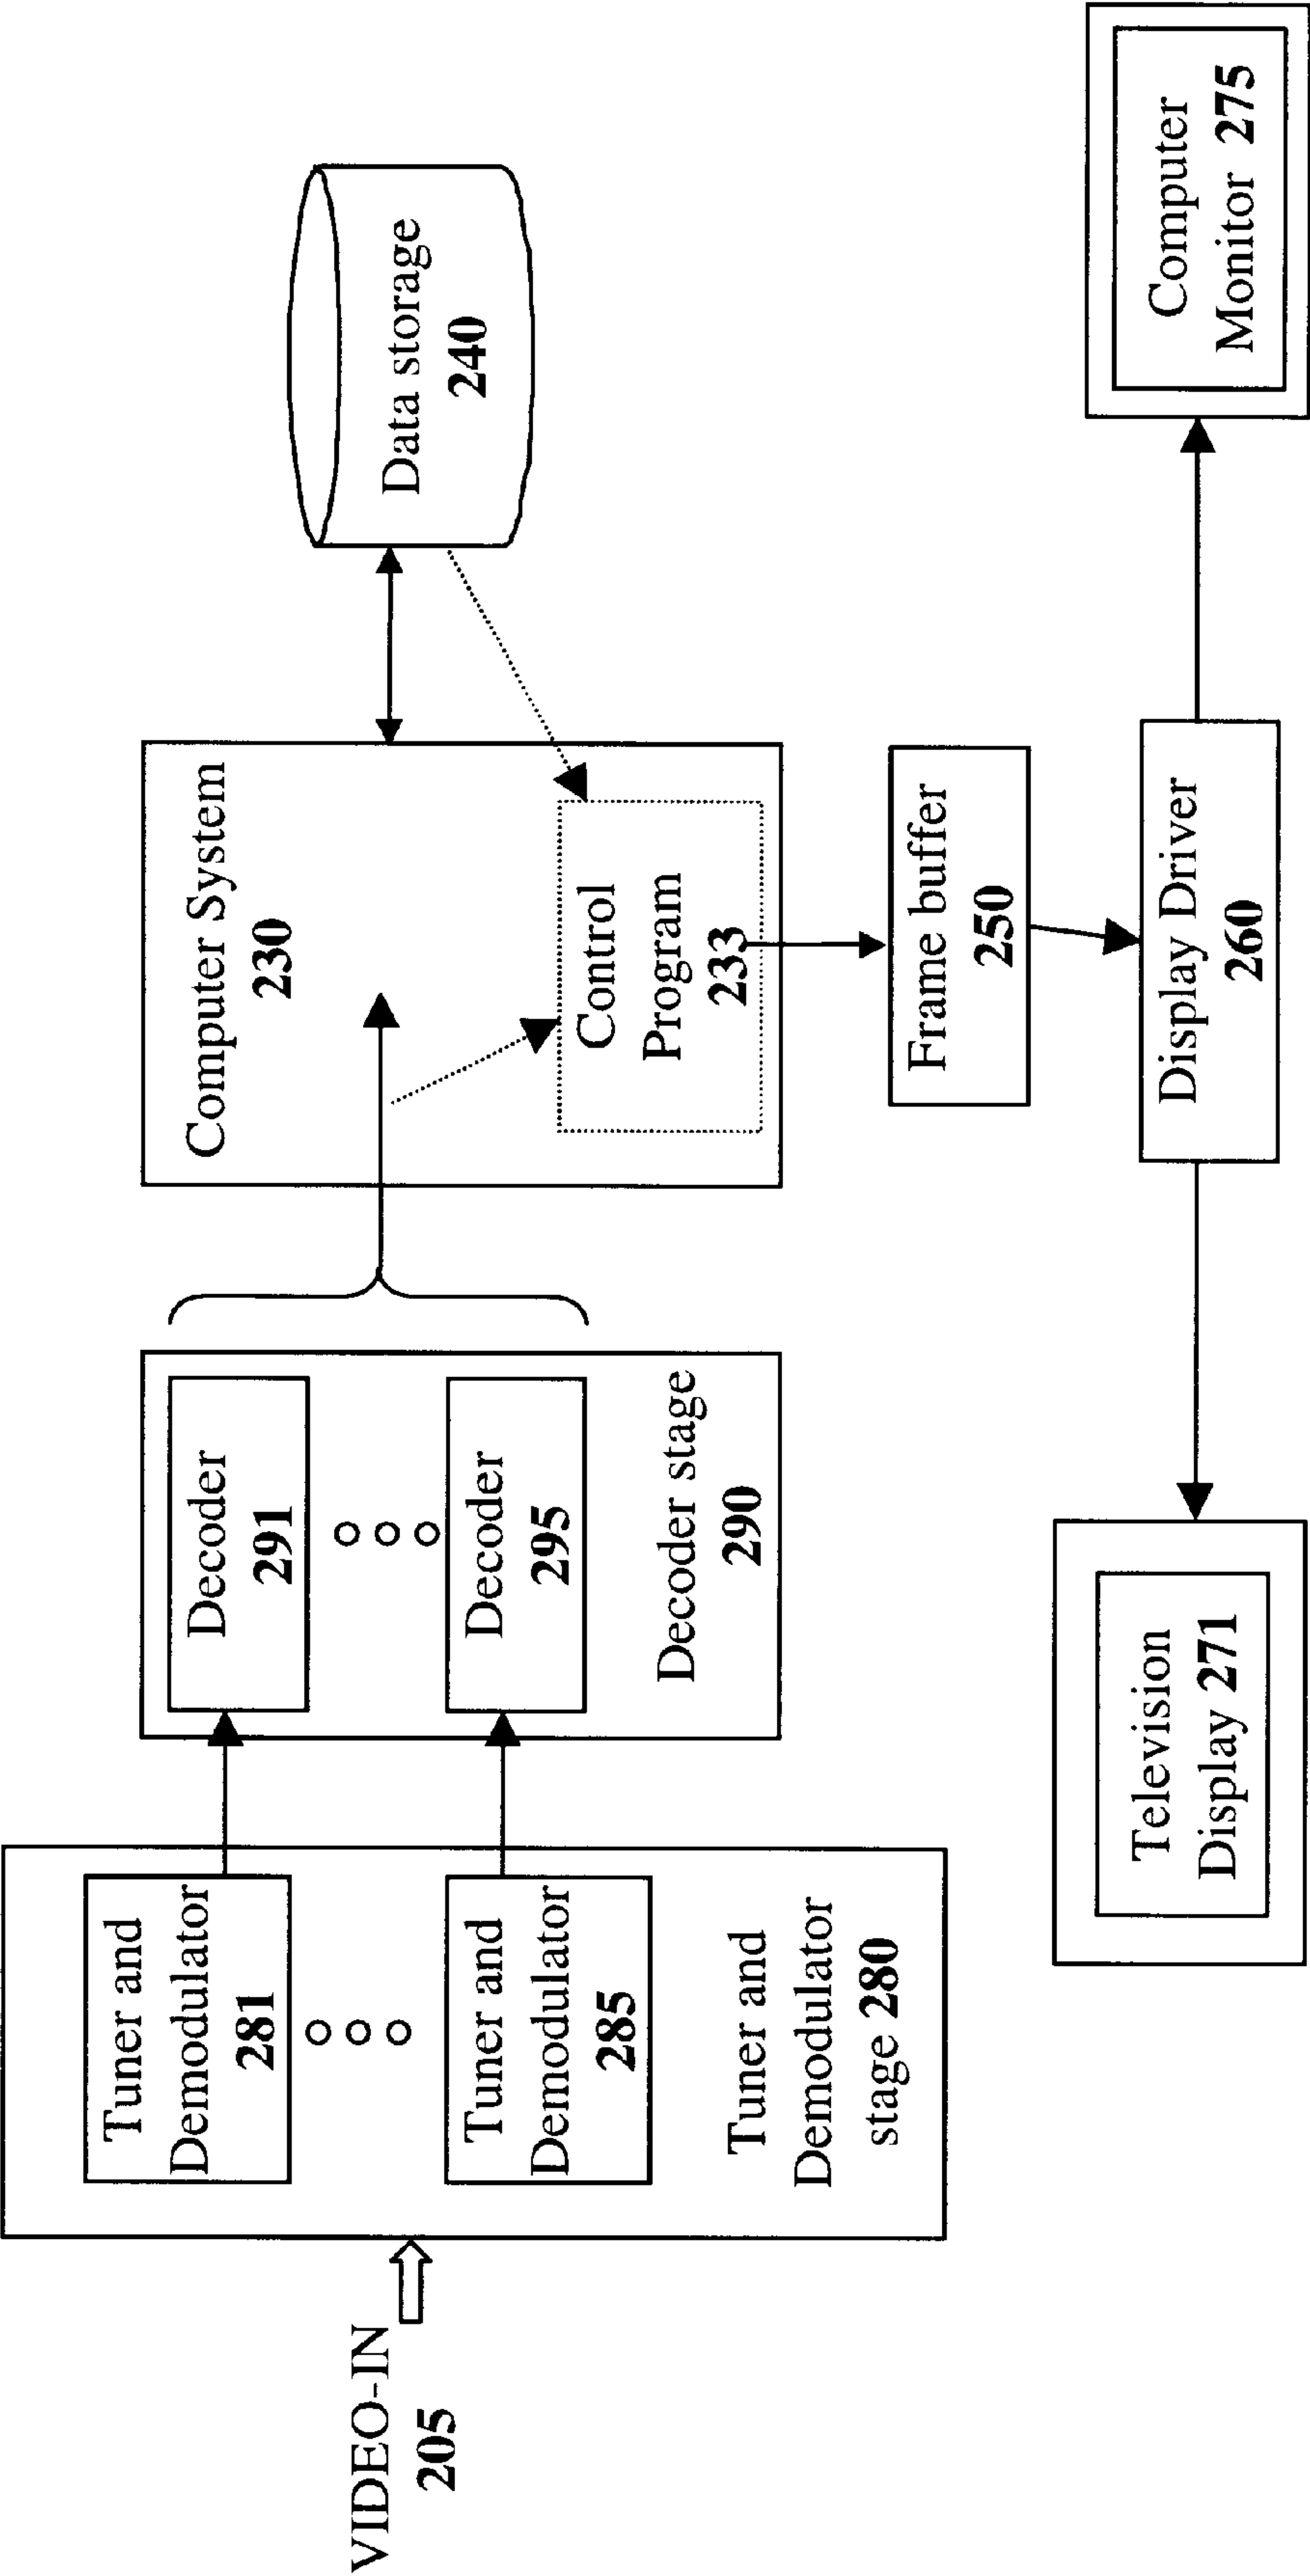 VIDEO-IN
205
Tuner and
Demodulator
281
Tuner and
Demodulator
285
Tuner and
Demodulator
stage 280
Decoder
291
Decoder
295
Decoder stage
290
Computer System
230
Control
Program
233
Data storage
240
Frame buffer
250
Display Driver
260
Television
Display 271
Computer
Monitor 275